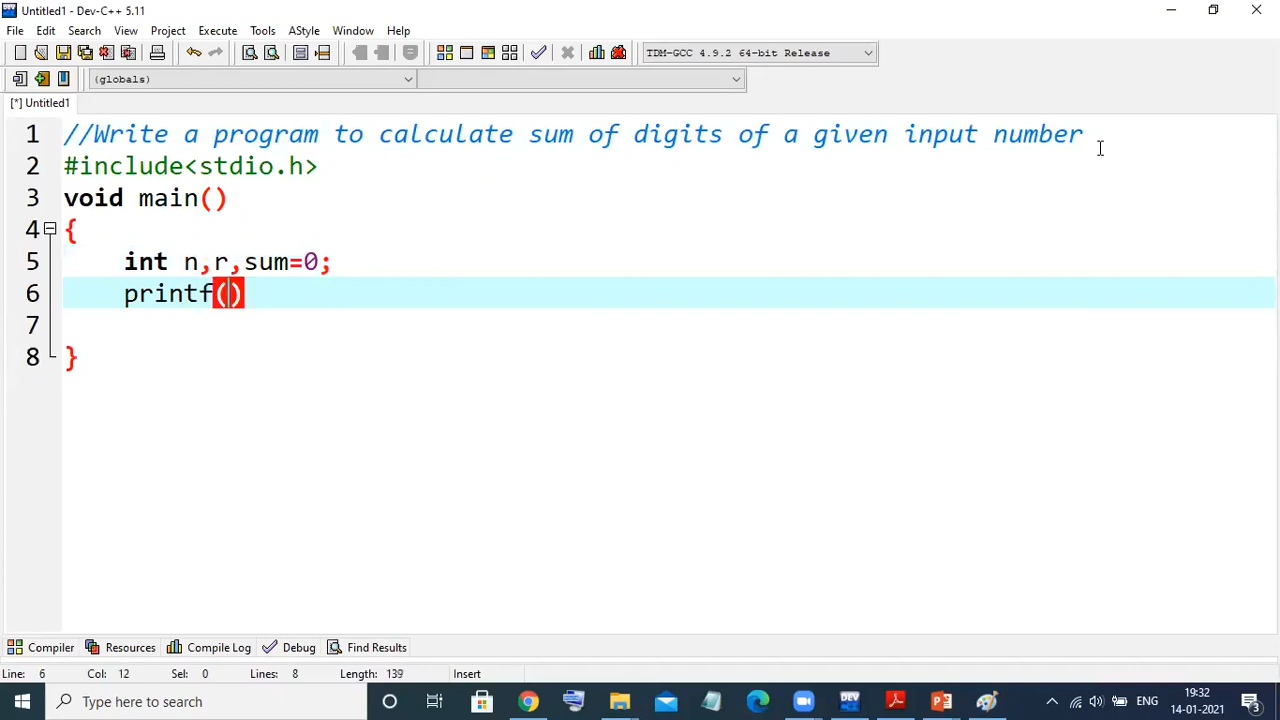 Untitled1 - Dev-C++ 5.11
File Edit Search View Project Execute Tools AStyle Window Help
TDM-GCC 4.9.2 64-bit Release
(globals)
[*] Untitled1
1 //Write a program to calculate sum of digits of a given input number
2 #include<stdio.h>
3 void main()
4 {
5 int n,r,sum=0;
6 printf()
7
8 }
Compiler Resources Compile Log Debug Find Results
Line: 6 Col: 12 Sel: 0 Lines: 8 Length: 139 Insert
Type here to search
DEV
ENG
19:32
14-01-2021
3